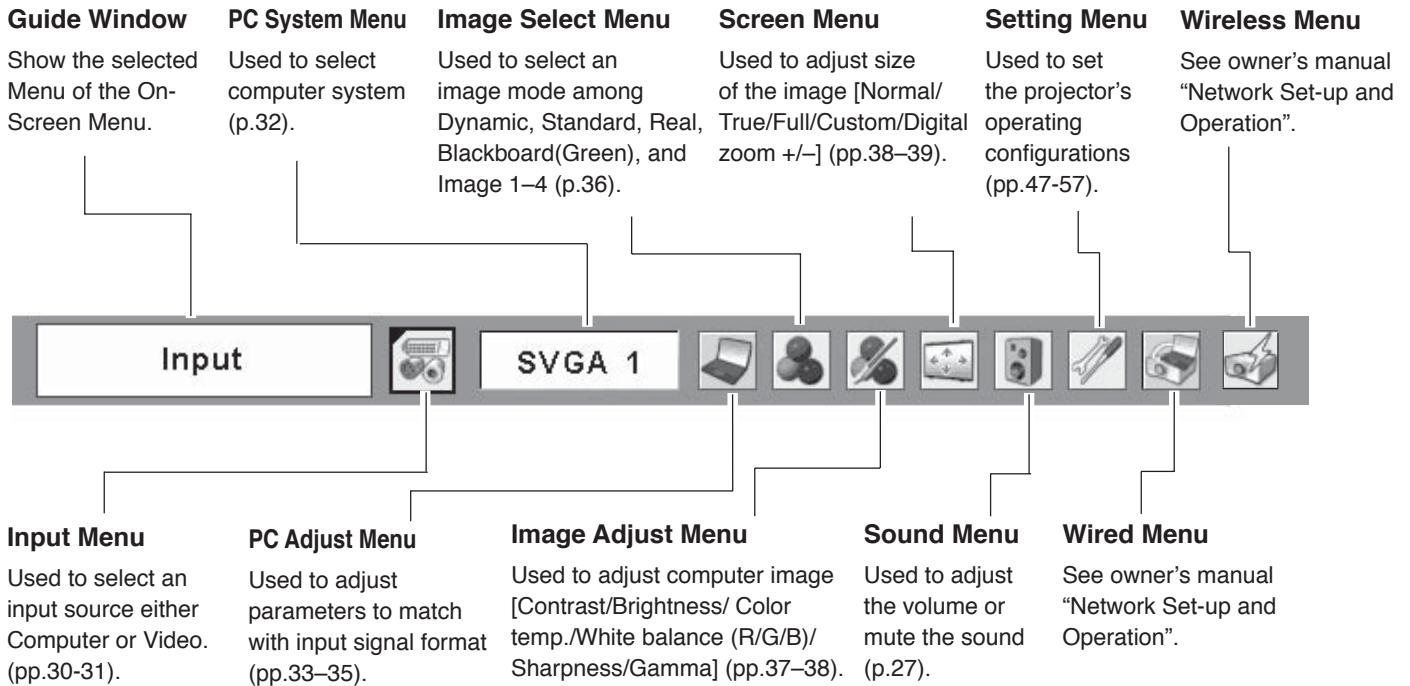 Guide Window
Show the selected
Menu of the On-
Screen Menu.
PC System Menu
Used to select
computer system
(p.32).
Image Select Menu
Used to select an
image mode among
Dynamic, Standard, Real,
Blackboard(Green), and
Image 1–4 (p.36).
Screen Menu
Used to adjust size
of the image [Normal/
True/Full/Custom/Digital
zoom +/–] (pp.38–39).
Setting Menu
Used to set
the projector’s
operating
configurations
(pp.47-57).
Wireless Menu
See owner’s manual
“Network Set-up and
Operation”.
Input
SVGA 1
Input Menu
Used to select an
input source either
Computer or Video.
(pp.30-31).
PC Adjust Menu
Used to adjust
parameters to match
with input signal format
(pp.33–35).
Image Adjust Menu
Used to adjust computer image
[Contrast/Brightness/ Color
temp./White balance (R/G/B)/
Sharpness/Gamma] (pp.37–38).
Sound Menu
Used to adjust
the volume or
mute the sound
(p.27).
Wired Menu
See owner’s manual
“Network Set-up and
Operation”.